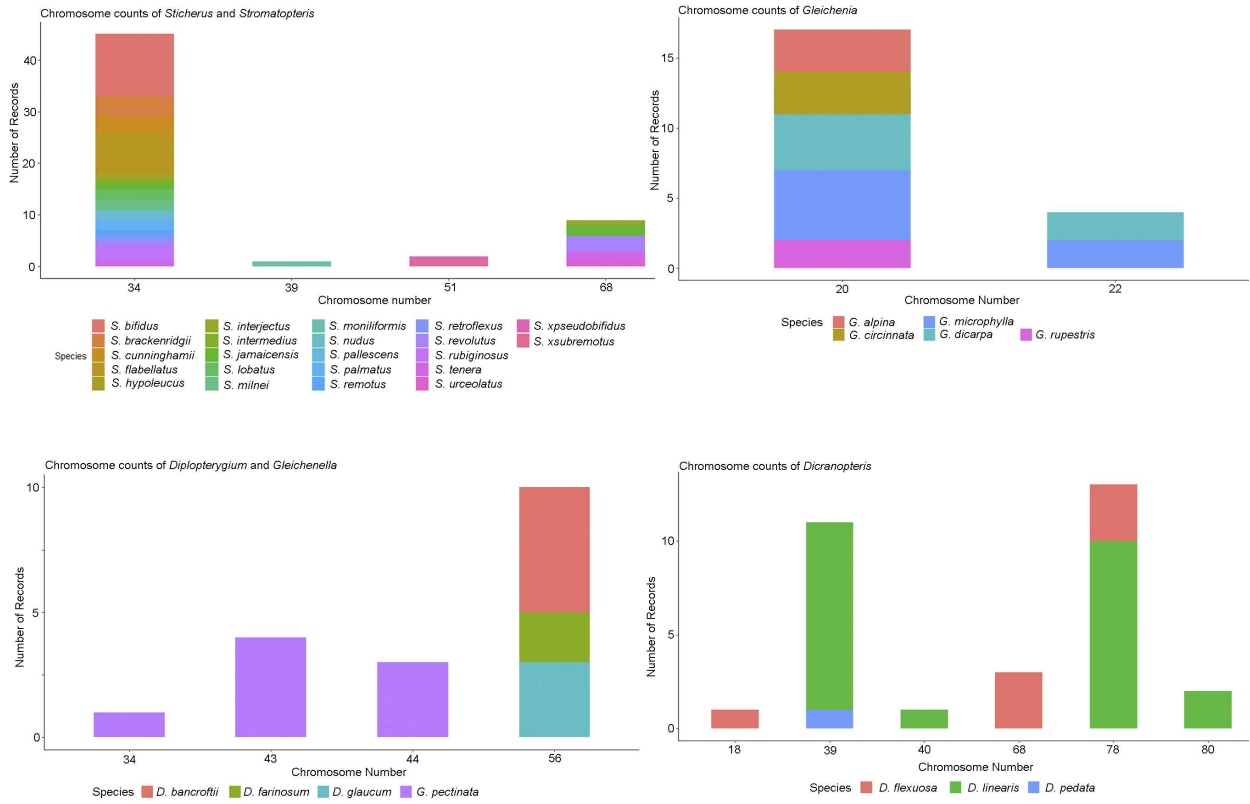 Chromosome counts of Sticherus and Stromatopteris
Number of Records
40
30
20
10
0
34
39
51
68
Chromosome number
Species
S. bifidus
S. brackenridgii
S. cunninghamii
S. flabellatus
S. hypoleucus
S. interjectus
S. intermedius
S. jamaicensis
S. lobatus
S. milnei
S. moniliformis
S. nudus
S. pallescens
S. palmatus
S. remotus
S. retroflexus
S. revolutus
S. rubiginosus
S. tenera
S. urceolatus
S. xpseudobifidus
S. xsubremotus
Chromosome counts of Gleichenia
Number of Records
15
10
5
0
20
22
Chromosome Number
Species
G. alpina
G. circinnata
G. microphylla
G. dicarpa
G. rupestris
Chromosome counts of Diplopterygium and Gleichenella
Number of Records
10
5
0
34
43
44
56
Chromosome Number
Species
D. bancroftii
D. farinosum
D. glaucum
G. pectinata
Chromosome counts of Dicranopteris
Number of Records
10
5
0
18
39
40
68
78
80
Chromosome Number
Species
D. flexuosa
D. linearis
D. pedata